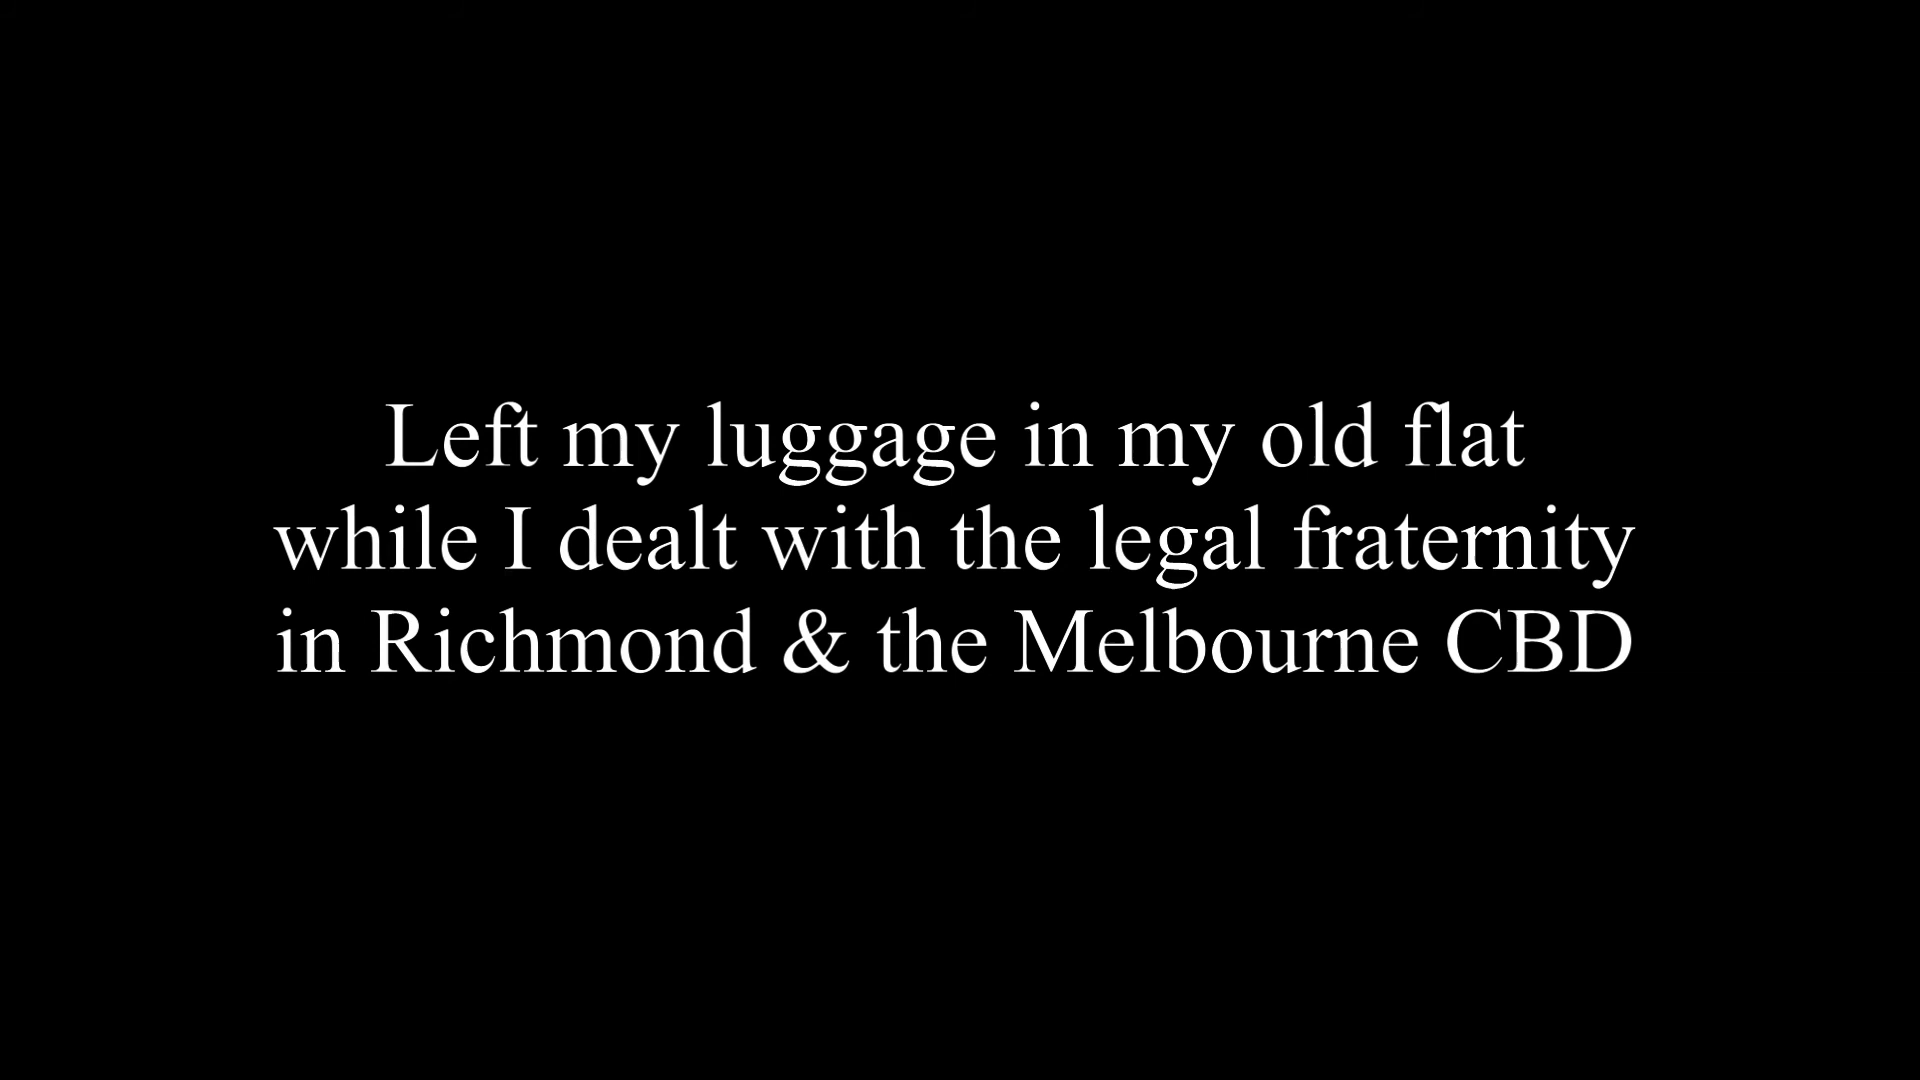 Left my luggage in my old flat
while I dealt with the legal fraternity
in Richmond & the Melbourne CBD